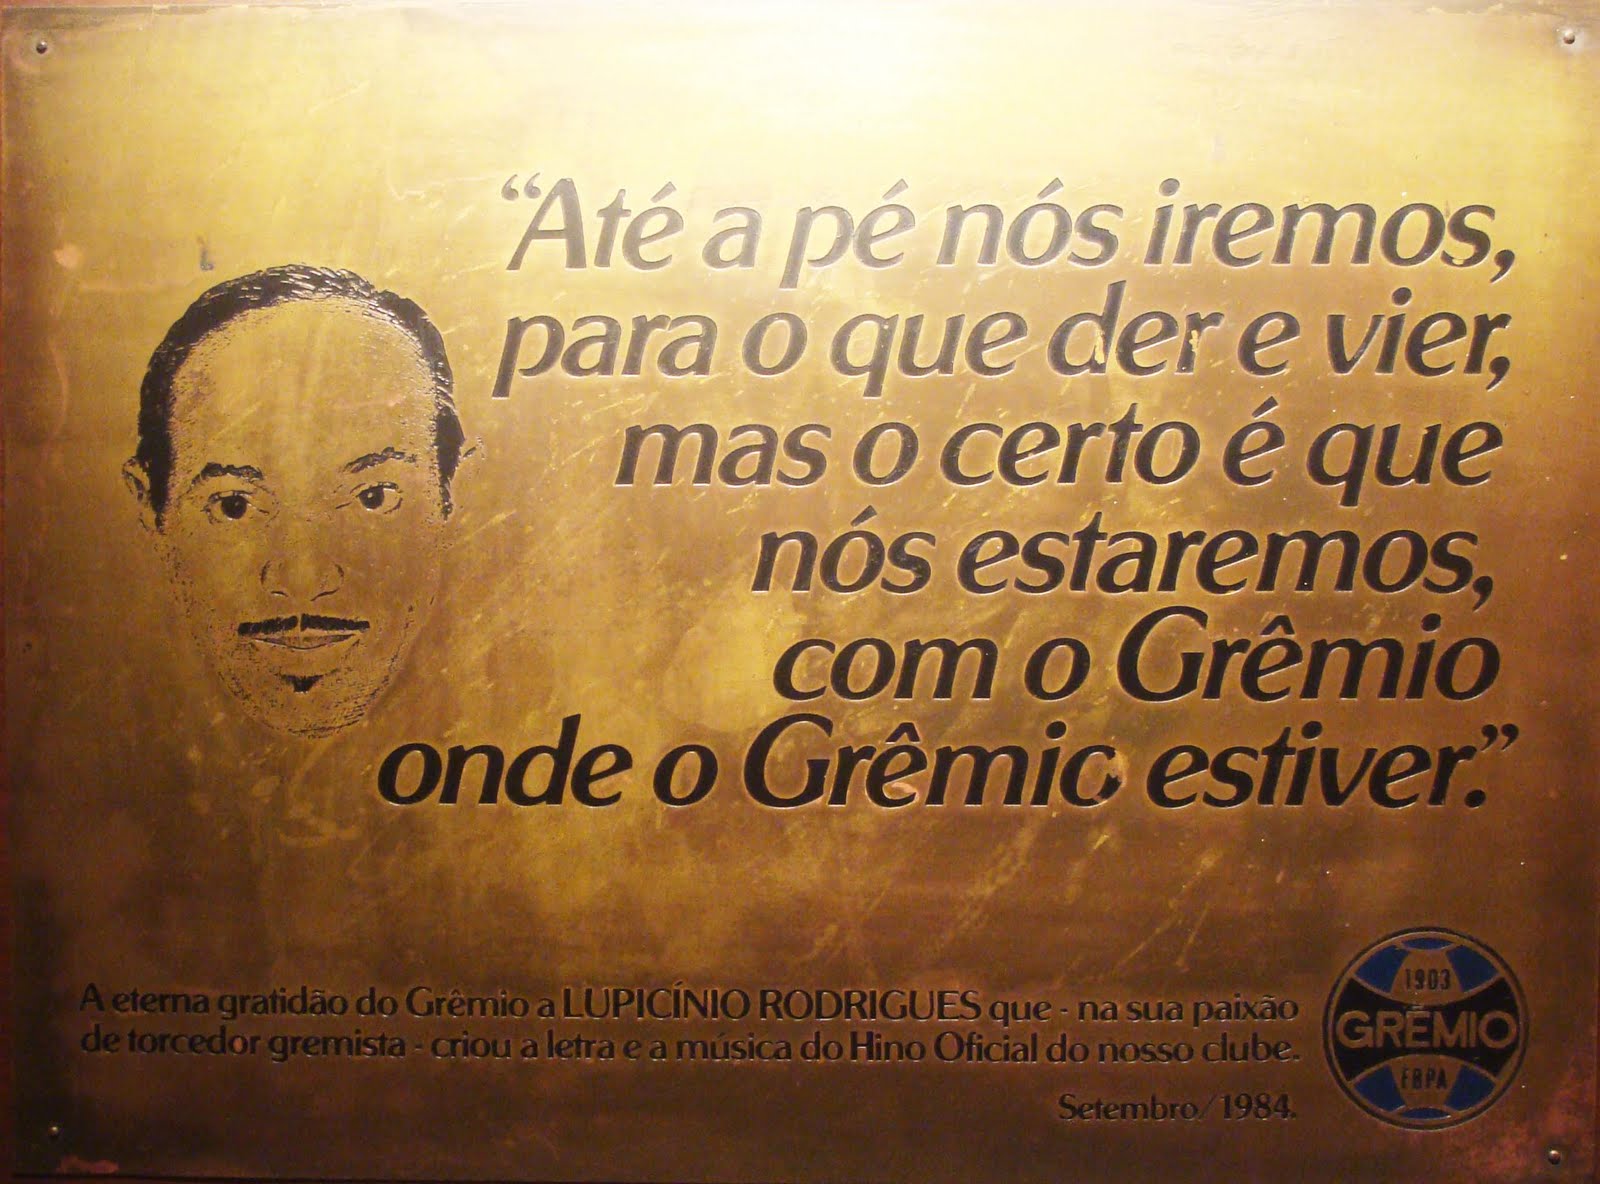 “Até a pé nós iremos,
para o que der e vier,
mas o certo é que
nós estaremos,
com o Grêmio
onde o Grêmio estiver.”
A eterna gratidão do Grêmio a LUPICÍNIO RODRIGUES que - na sua paixão
de torcedor gremista - criou a letra e a música do Hino Oficial do nosso clube.
Setembro/1984.
1903
GRÊMIO
FBPA